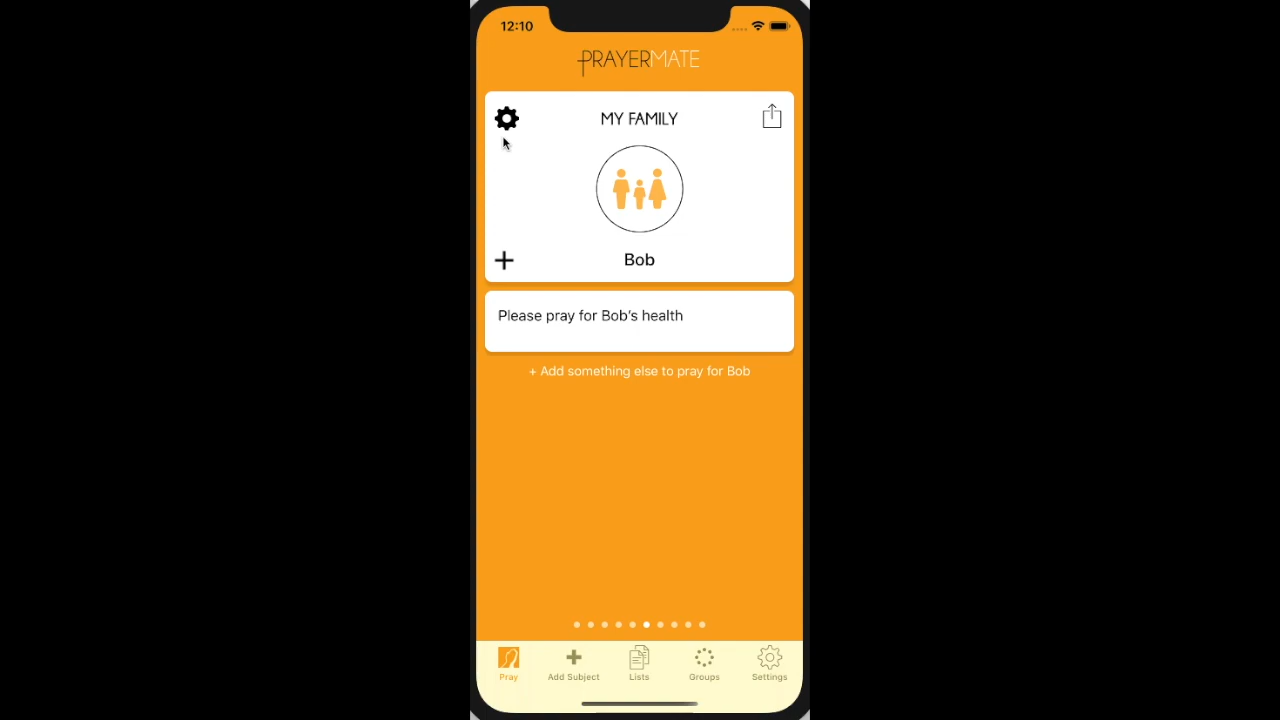 12:10
PRAYERMATE
MY FAMILY
Bob
Please pray for Bob's health
+ Add something else to pray for Bob
Pray
Add Subject
Lists
Groups
Settings